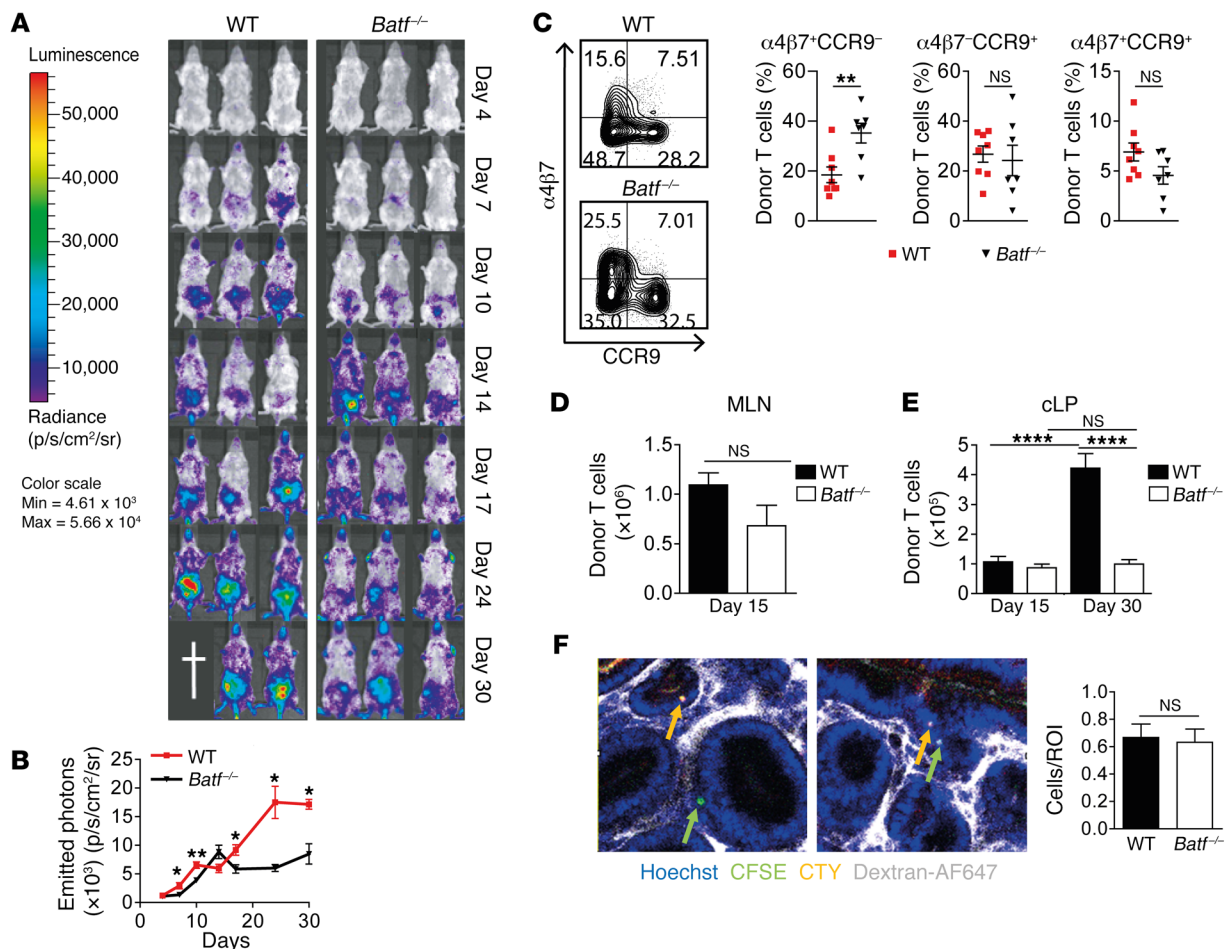 A
WT
Batf⁻/⁻
Luminescence
50,000
40,000
30,000
20,000
10,000
Radiance
(p/s/cm²/sr)
Color scale
Min = 4.61 x 10³
Max = 5.66 x 10⁴
Day 4
Day 7
Day 10
Day 14
Day 17
Day 24
Day 30
B
WT
Batf⁻/⁻
Emitted photons
(×10³) (p/s/cm²/sr)
25
20
15
10
5
0
* ** * * *
0 10 20 30
Days
C
WT
15.6 7.51
48.7 28.2
Batf⁻/⁻
25.5 7.01
35.0 32.5
α4β7
CCR9
α4β7⁺CCR9⁻
Donor T cells (%)
60
40
20
0
**
α4β7⁻CCR9⁺
Donor T cells (%)
60
40
20
0
NS
α4β7⁺CCR9⁺
Donor T cells (%)
15
10
5
0
NS
WT Batf⁻/⁻
D
MLN
Donor T cells
(×10⁶)
1.5
1.0
0.5
0.0
NS
WT
Batf⁻/⁻
Day 15
E
cLP
Donor T cells
(×10⁵)
5
4
3
2
1
0
NS
**** ****
WT
Batf⁻/⁻
Day 15 Day 30
F
Hoechst CFSE CTY Dextran-AF647
Cells/ROI
1.0
0.8
0.6
0.4
0.2
0.0
NS
WT Batf⁻/⁻